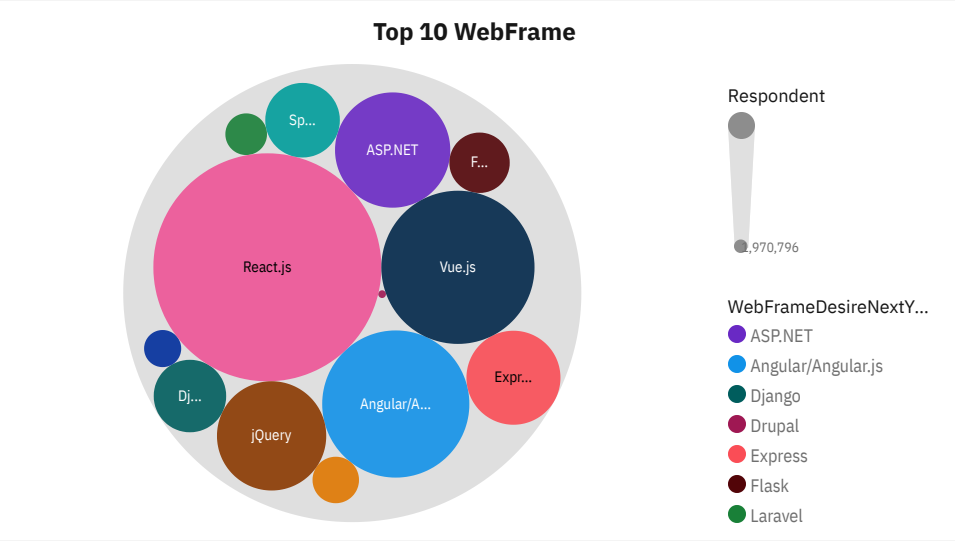 Top 10 WebFrame
Sp...
ASP.NET
F...
React.js
Vue.js
Dj...
jQuery
Angular/A...
Expr...
Respondent
1,970,796
WebFrameDesireNextY...
ASP.NET
Angular/Angular.js
Django
Drupal
Express
Flask
Laravel